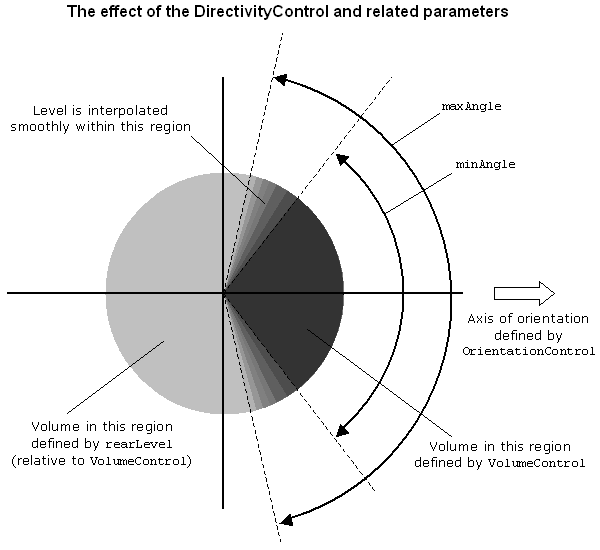 The effect of the DirectivityControl and related parameters
Level is interpolated
smoothly within this region
maxAngle
minAngle
Axis of orientation
defined by
OrientationControl
Volume in this region
defined by rearLevel
(relative to VolumeControl)
Volume in this region
defined by VolumeControl